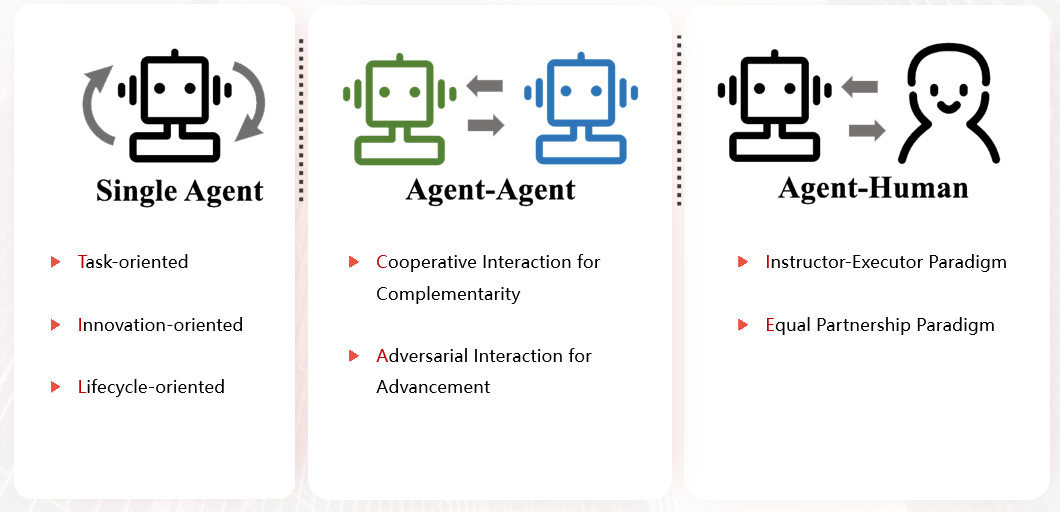 Single Agent
Task-oriented
Innovation-oriented
Lifecycle-oriented
Agent-Agent
Cooperative Interaction for
Complementarity
Adversarial Interaction for
Advancement
Agent-Human
Instructor-Executor Paradigm
Equal Partnership Paradigm